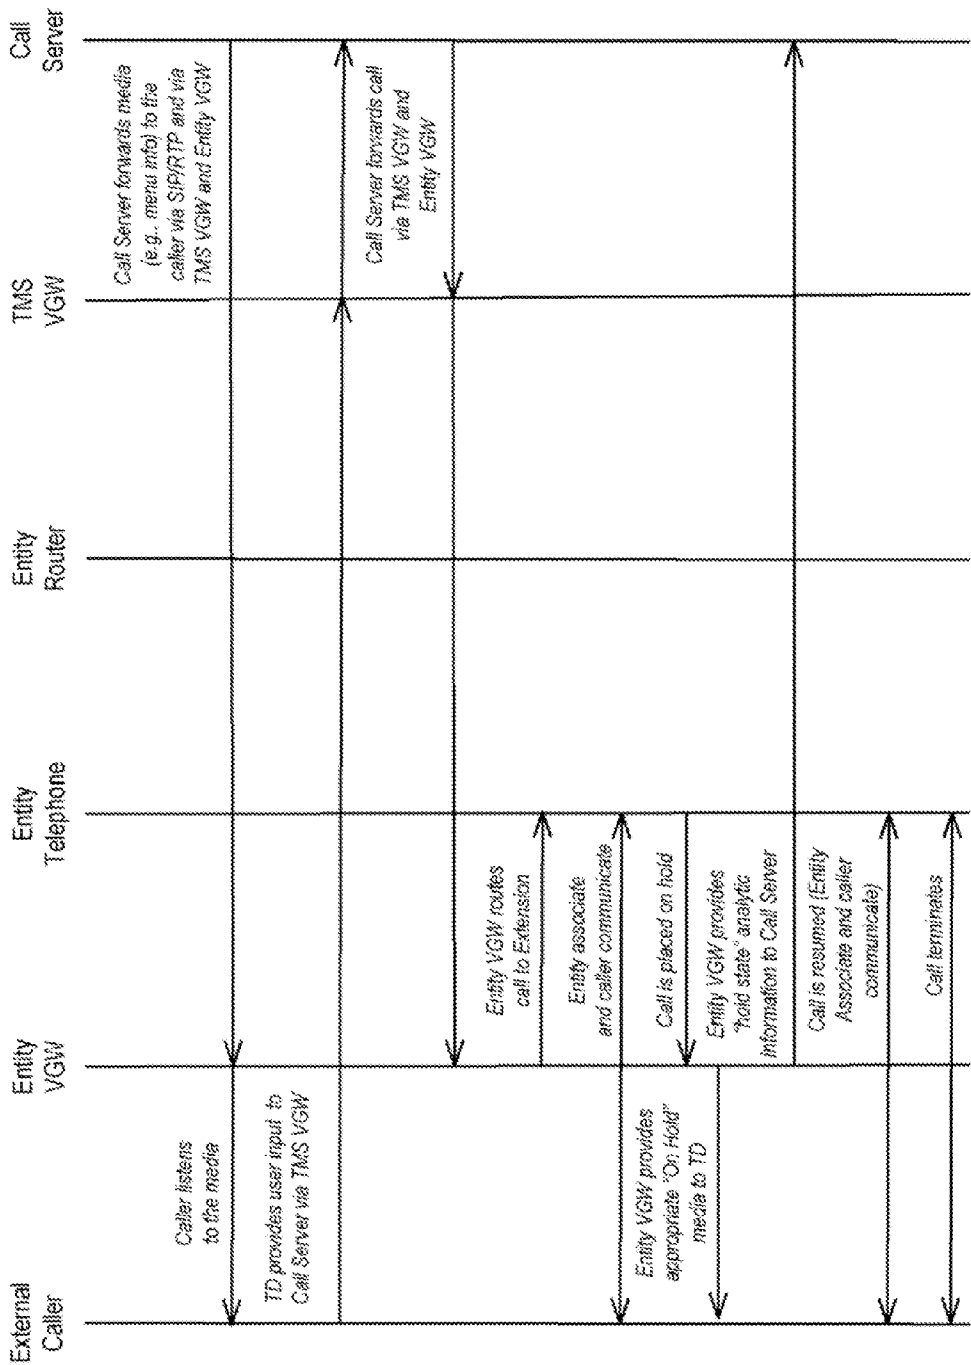 External
Caller
Entity
VGW
Entity
Telephone
Entity
Router
TMS
VGW
Call
Server
Call Server forwards media
(e.g., menu info) to the
caller via SIP/RTP and via
TMS VGW and Entity VGW
Caller listens
to the media
TD provides user input to
Call Server via TMS VGW
Call Server forwards call
via TMS VGW and
Entity VGW
Entity VGW routes
call to Extension
Entity associate
and caller communicate
Call is placed on hold
Entity VGW provides
appropriate "On Hold"
media to TD
Entity VGW provides
"hold state" analytic
information to Call Server
Call is resumed (Entity
Associate and caller
communicate)
Call terminates